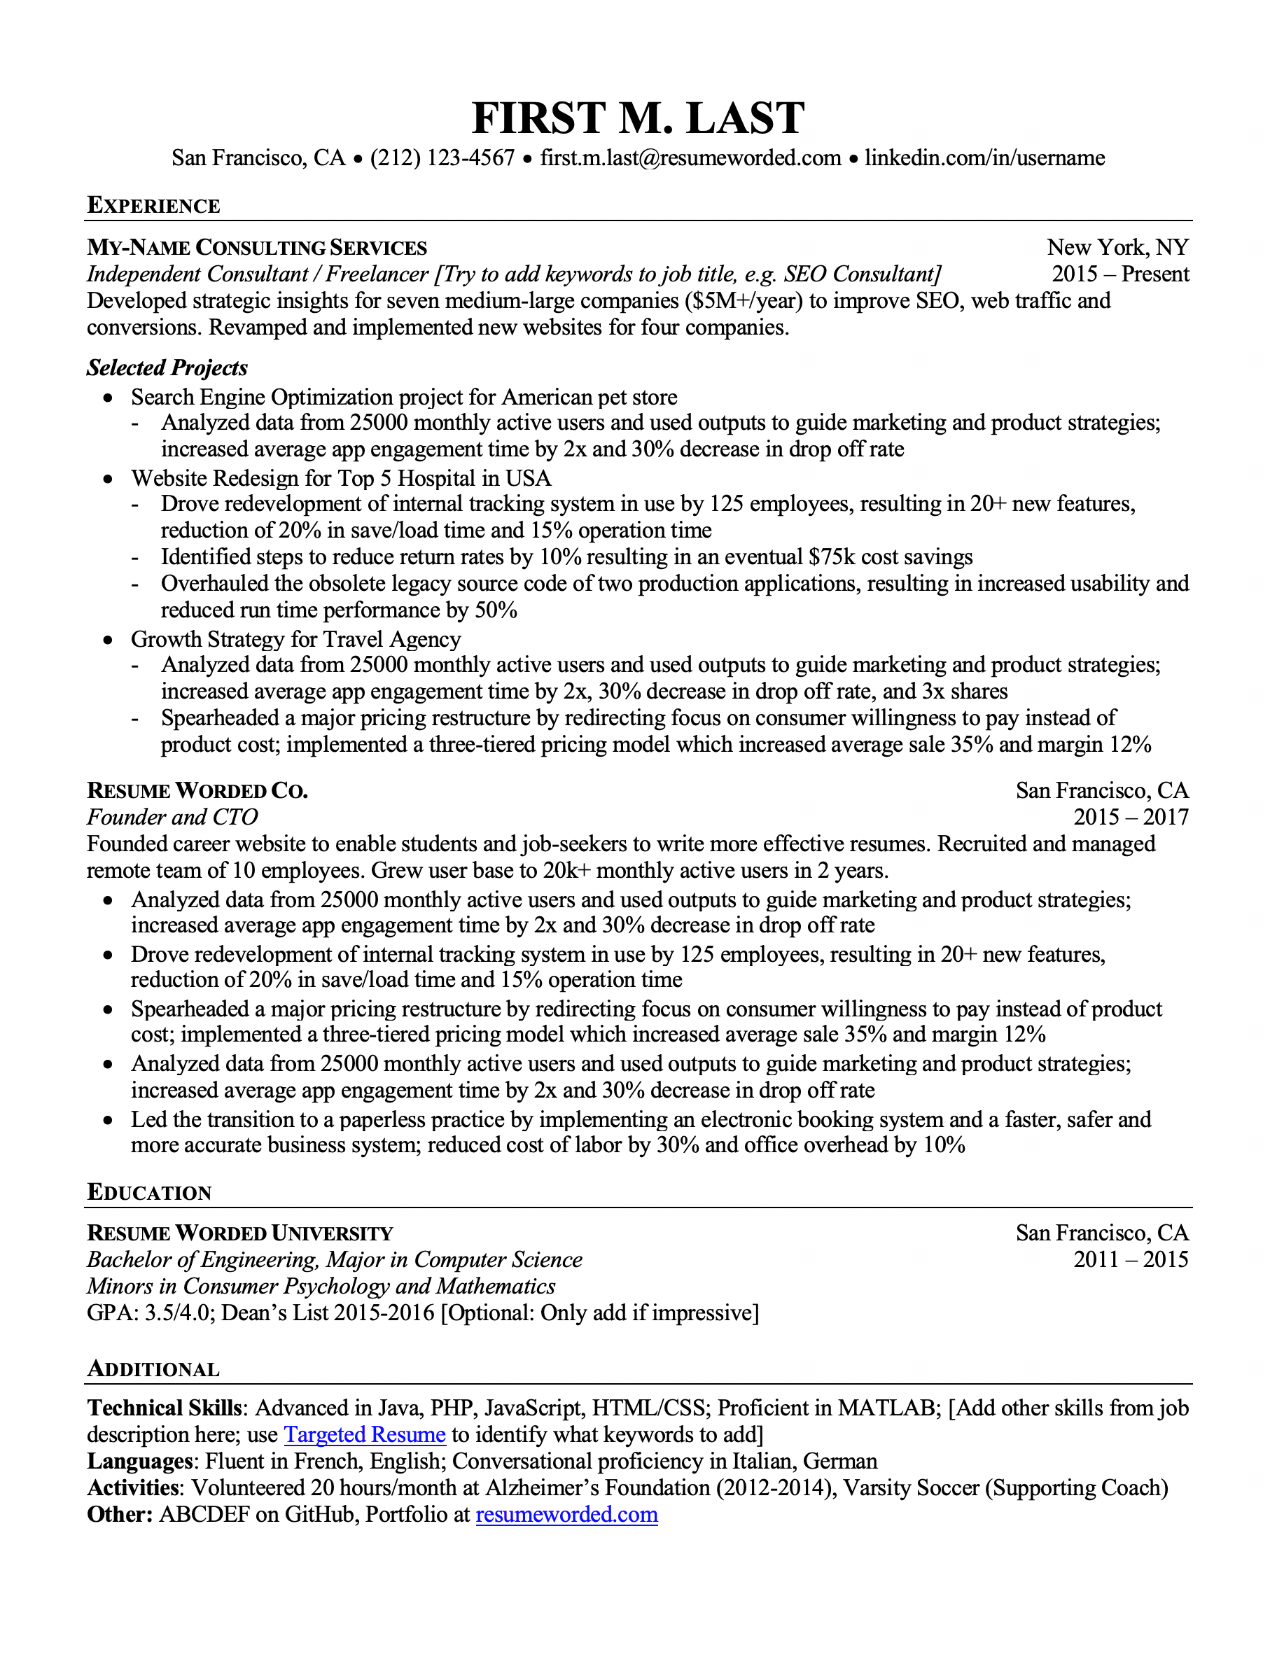 FIRST M. LAST
San Francisco, CA • (212) 123-4567 • first.m.last@resumeworded.com • linkedin.com/in/username
EXPERIENCE
MY-NAME CONSULTING SERVICES New York, NY
Independent Consultant / Freelancer [Try to add keywords to job title, e.g. SEO Consultant] 2015 – Present
Developed strategic insights for seven medium-large companies ($5M+/year) to improve SEO, web traffic and
conversions. Revamped and implemented new websites for four companies.
Selected Projects
• Search Engine Optimization project for American pet store
- Analyzed data from 25000 monthly active users and used outputs to guide marketing and product strategies;
increased average app engagement time by 2x and 30% decrease in drop off rate
• Website Redesign for Top 5 Hospital in USA
- Drove redevelopment of internal tracking system in use by 125 employees, resulting in 20+ new features,
reduction of 20% in save/load time and 15% operation time
- Identified steps to reduce return rates by 10% resulting in an eventual $75k cost savings
- Overhauled the obsolete legacy source code of two production applications, resulting in increased usability and
reduced run time performance by 50%
• Growth Strategy for Travel Agency
- Analyzed data from 25000 monthly active users and used outputs to guide marketing and product strategies;
increased average app engagement time by 2x, 30% decrease in drop off rate, and 3x shares
- Spearheaded a major pricing restructure by redirecting focus on consumer willingness to pay instead of
product cost; implemented a three-tiered pricing model which increased average sale 35% and margin 12%
RESUME WORDED CO. San Francisco, CA
Founder and CTO 2015 – 2017
Founded career website to enable students and job-seekers to write more effective resumes. Recruited and managed
remote team of 10 employees. Grew user base to 20k+ monthly active users in 2 years.
• Analyzed data from 25000 monthly active users and used outputs to guide marketing and product strategies;
increased average app engagement time by 2x and 30% decrease in drop off rate
• Drove redevelopment of internal tracking system in use by 125 employees, resulting in 20+ new features,
reduction of 20% in save/load time and 15% operation time
• Spearheaded a major pricing restructure by redirecting focus on consumer willingness to pay instead of product
cost; implemented a three-tiered pricing model which increased average sale 35% and margin 12%
• Analyzed data from 25000 monthly active users and used outputs to guide marketing and product strategies;
increased average app engagement time by 2x and 30% decrease in drop off rate
• Led the transition to a paperless practice by implementing an electronic booking system and a faster, safer and
more accurate business system; reduced cost of labor by 30% and office overhead by 10%
EDUCATION
RESUME WORDED UNIVERSITY San Francisco, CA
Bachelor of Engineering, Major in Computer Science 2011 – 2015
Minors in Consumer Psychology and Mathematics
GPA: 3.5/4.0; Dean’s List 2015-2016 [Optional: Only add if impressive]
ADDITIONAL
Technical Skills: Advanced in Java, PHP, JavaScript, HTML/CSS; Proficient in MATLAB; [Add other skills from job
description here; use Targeted Resume to identify what keywords to add]
Languages: Fluent in French, English; Conversational proficiency in Italian, German
Activities: Volunteered 20 hours/month at Alzheimer’s Foundation (2012-2014), Varsity Soccer (Supporting Coach)
Other: ABCDEF on GitHub, Portfolio at resumeworded.com